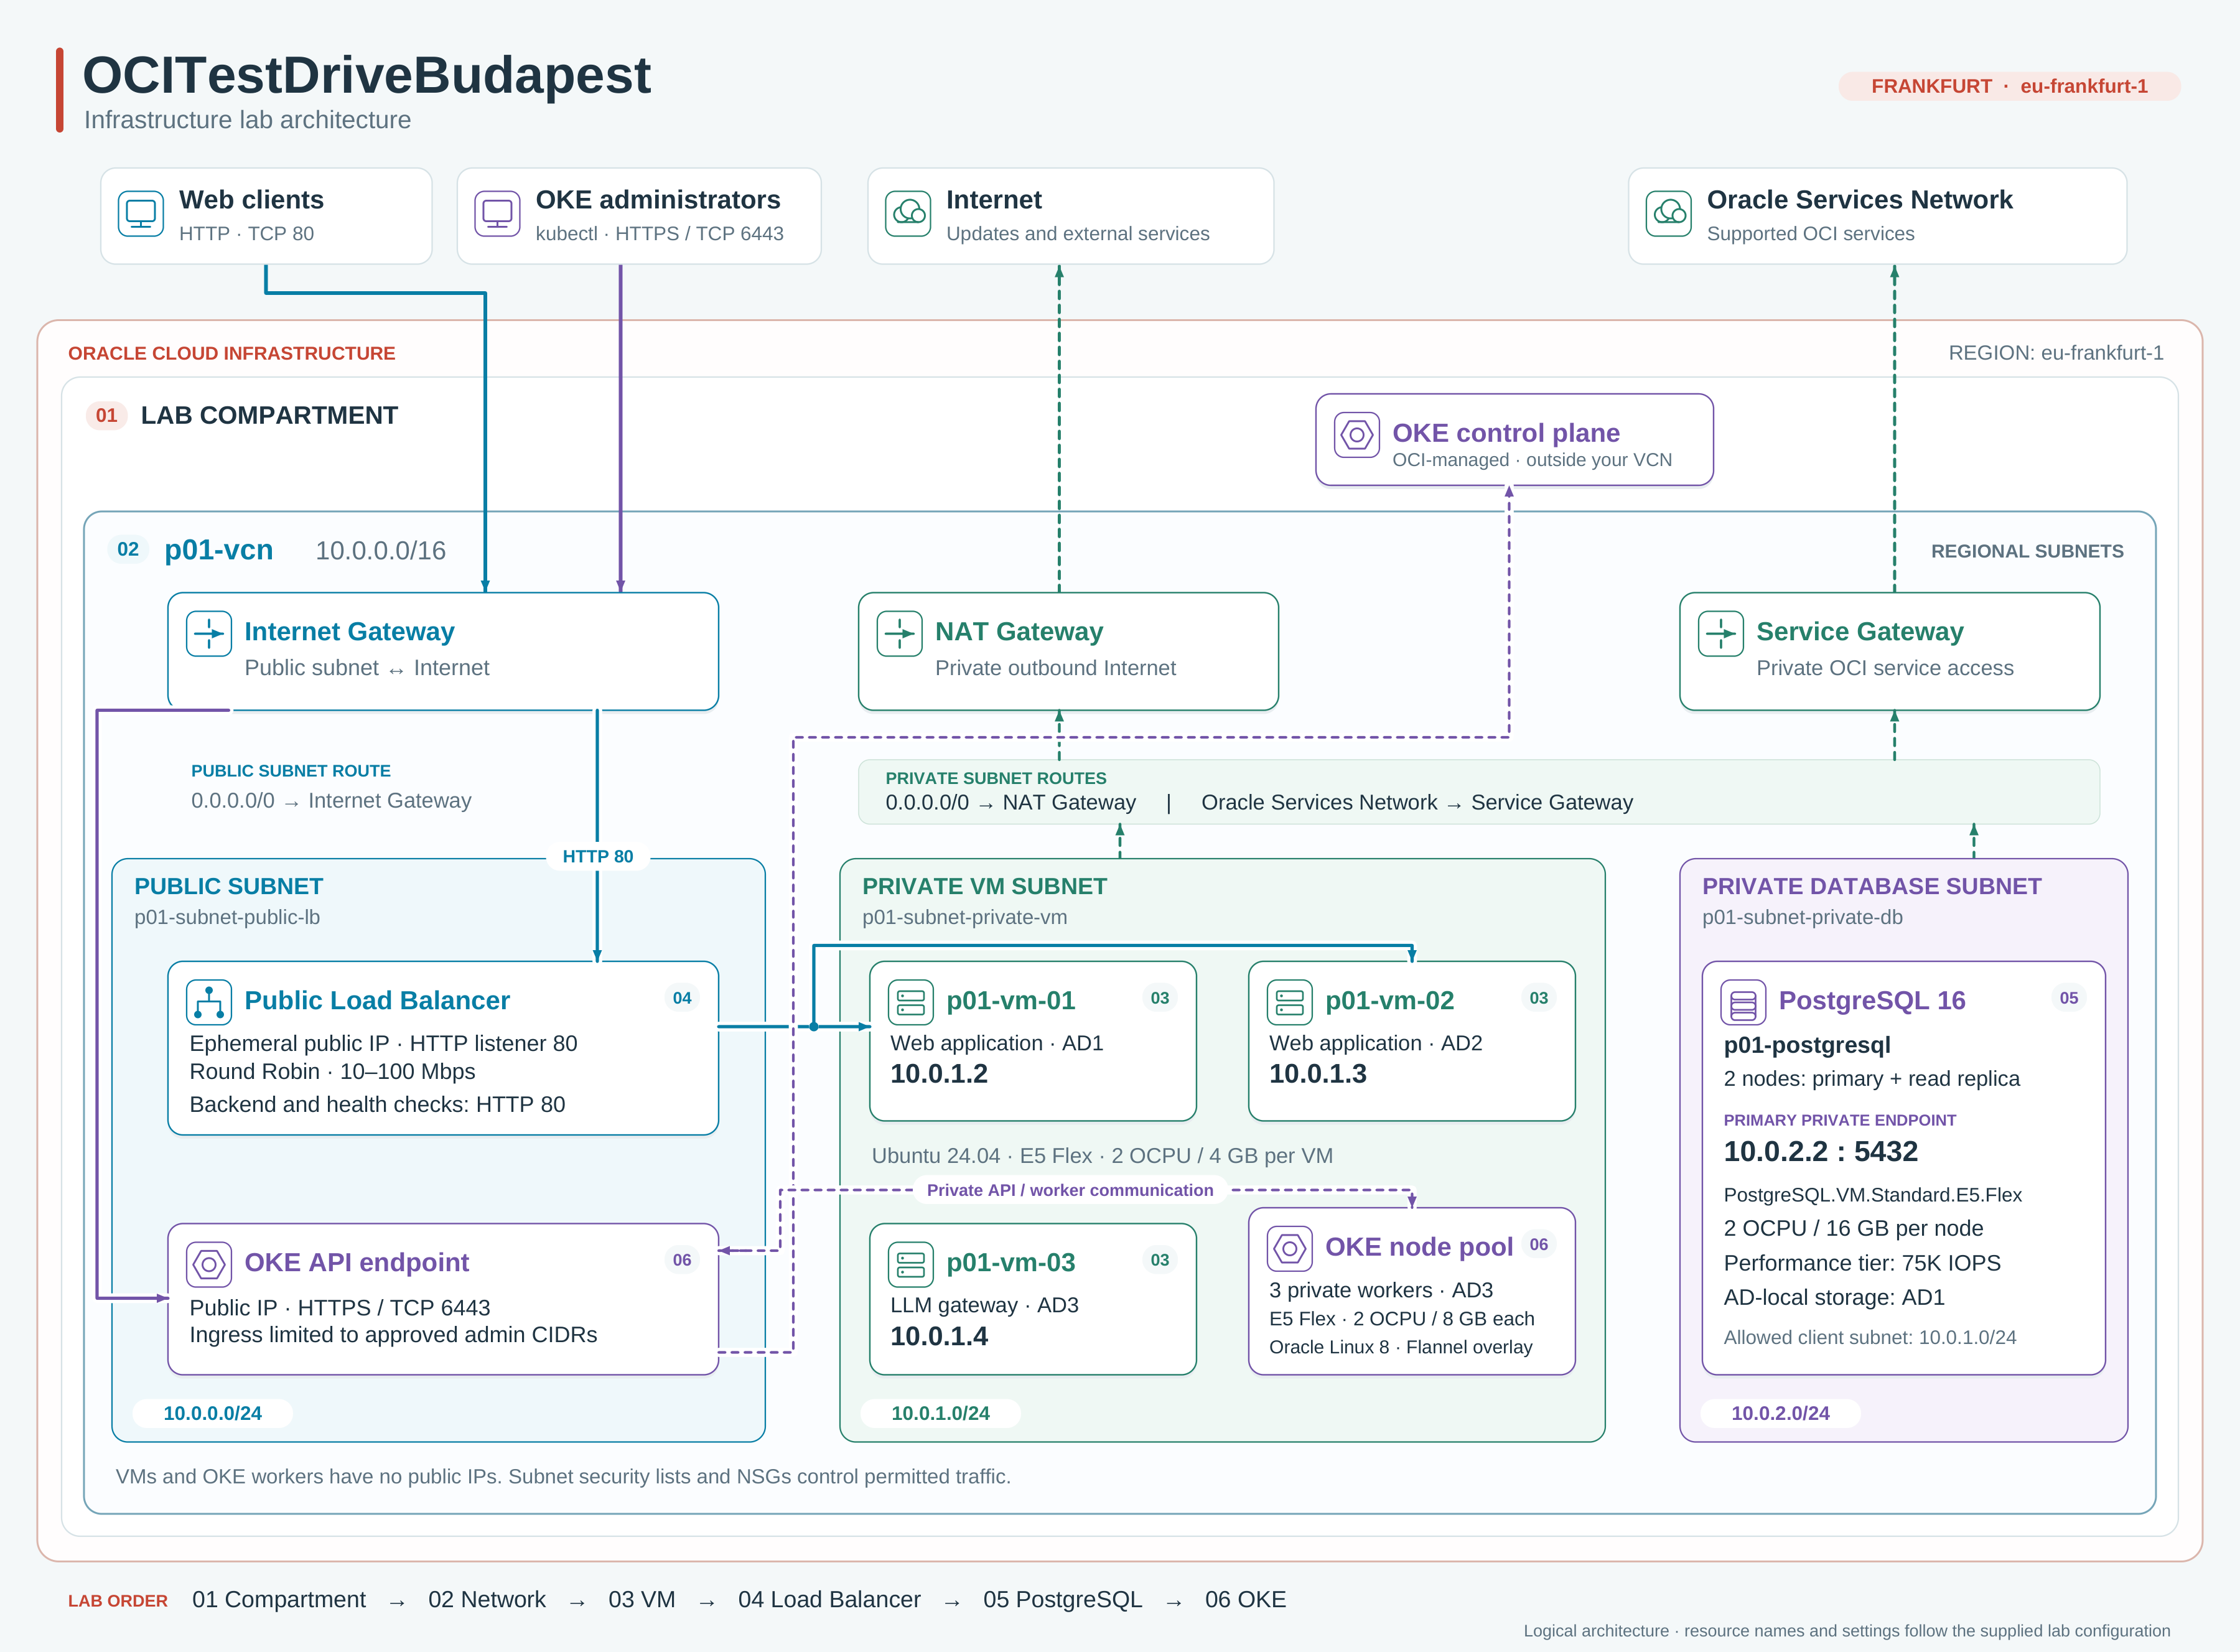 OCITestDriveBudapest
Infrastructure lab architecture
FRANKFURT · eu-frankfurt-1
Web clients
HTTP · TCP 80
OKE administrators
kubectl · HTTPS / TCP 6443
Internet
Updates and external services
Oracle Services Network
Supported OCI services
ORACLE CLOUD INFRASTRUCTURE
REGION: eu-frankfurt-1
01 LAB COMPARTMENT
OKE control plane
OCI-managed · outside your VCN
02 p01-vcn 10.0.0.0/16
REGIONAL SUBNETS
Internet Gateway
Public subnet ↔ Internet
NAT Gateway
Private outbound Internet
Service Gateway
Private OCI service access
PUBLIC SUBNET ROUTE
0.0.0.0/0 → Internet Gateway
PRIVATE SUBNET ROUTES
0.0.0.0/0 → NAT Gateway | Oracle Services Network → Service Gateway
HTTP 80
PUBLIC SUBNET
p01-subnet-public-lb
Public Load Balancer 04
Ephemeral public IP · HTTP listener 80
Round Robin · 10–100 Mbps
Backend and health checks: HTTP 80
OKE API endpoint 06
Public IP · HTTPS / TCP 6443
Ingress limited to approved admin CIDRs
10.0.0.0/24
PRIVATE VM SUBNET
p01-subnet-private-vm
p01-vm-01 03
Web application · AD1
10.0.1.2
p01-vm-02 03
Web application · AD2
10.0.1.3
Ubuntu 24.04 · E5 Flex · 2 OCPU / 4 GB per VM
Private API / worker communication
p01-vm-03 03
LLM gateway · AD3
10.0.1.4
OKE node pool 06
3 private workers · AD3
E5 Flex · 2 OCPU / 8 GB each
Oracle Linux 8 · Flannel overlay
10.0.1.0/24
PRIVATE DATABASE SUBNET
p01-subnet-private-db
PostgreSQL 16 05
p01-postgresql
2 nodes: primary + read replica
PRIMARY PRIVATE ENDPOINT
10.0.2.2 : 5432
PostgreSQL.VM.Standard.E5.Flex
2 OCPU / 16 GB per node
Performance tier: 75K IOPS
AD-local storage: AD1
Allowed client subnet: 10.0.1.0/24
10.0.2.0/24
VMs and OKE workers have no public IPs. Subnet security lists and NSGs control permitted traffic.
LAB ORDER 01 Compartment → 02 Network → 03 VM → 04 Load Balancer → 05 PostgreSQL → 06 OKE
Logical architecture · resource names and settings follow the supplied lab configuration